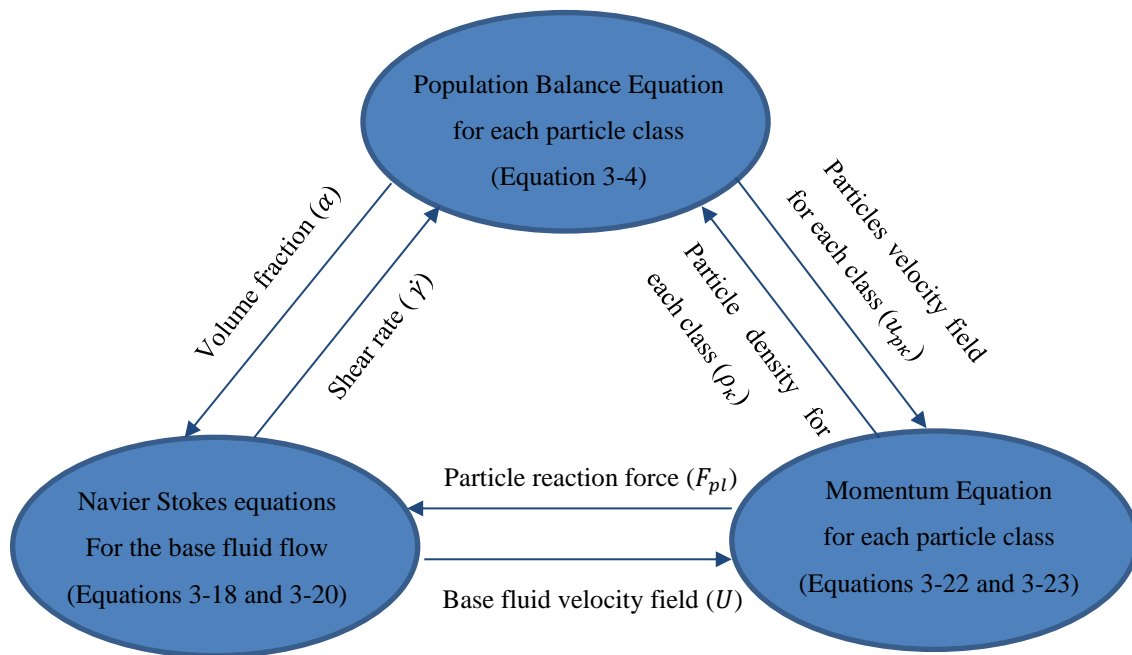 Population Balance Equation
for each particle class
(Equation 3-4)
Volume fraction (𝛼)
Shear rate ( 𝛾̇)
Particle density for
each class (𝜌𝜅)
Particles velocity field
for each class (𝑢𝑝𝜅)
Navier Stokes equations
For the base fluid flow
(Equations 3-18 and 3-20)
Particle reaction force (𝐹𝑝𝑙)
Base fluid velocity field (𝑈)
Momentum Equation
for each particle class
(Equations 3-22 and 3-23)